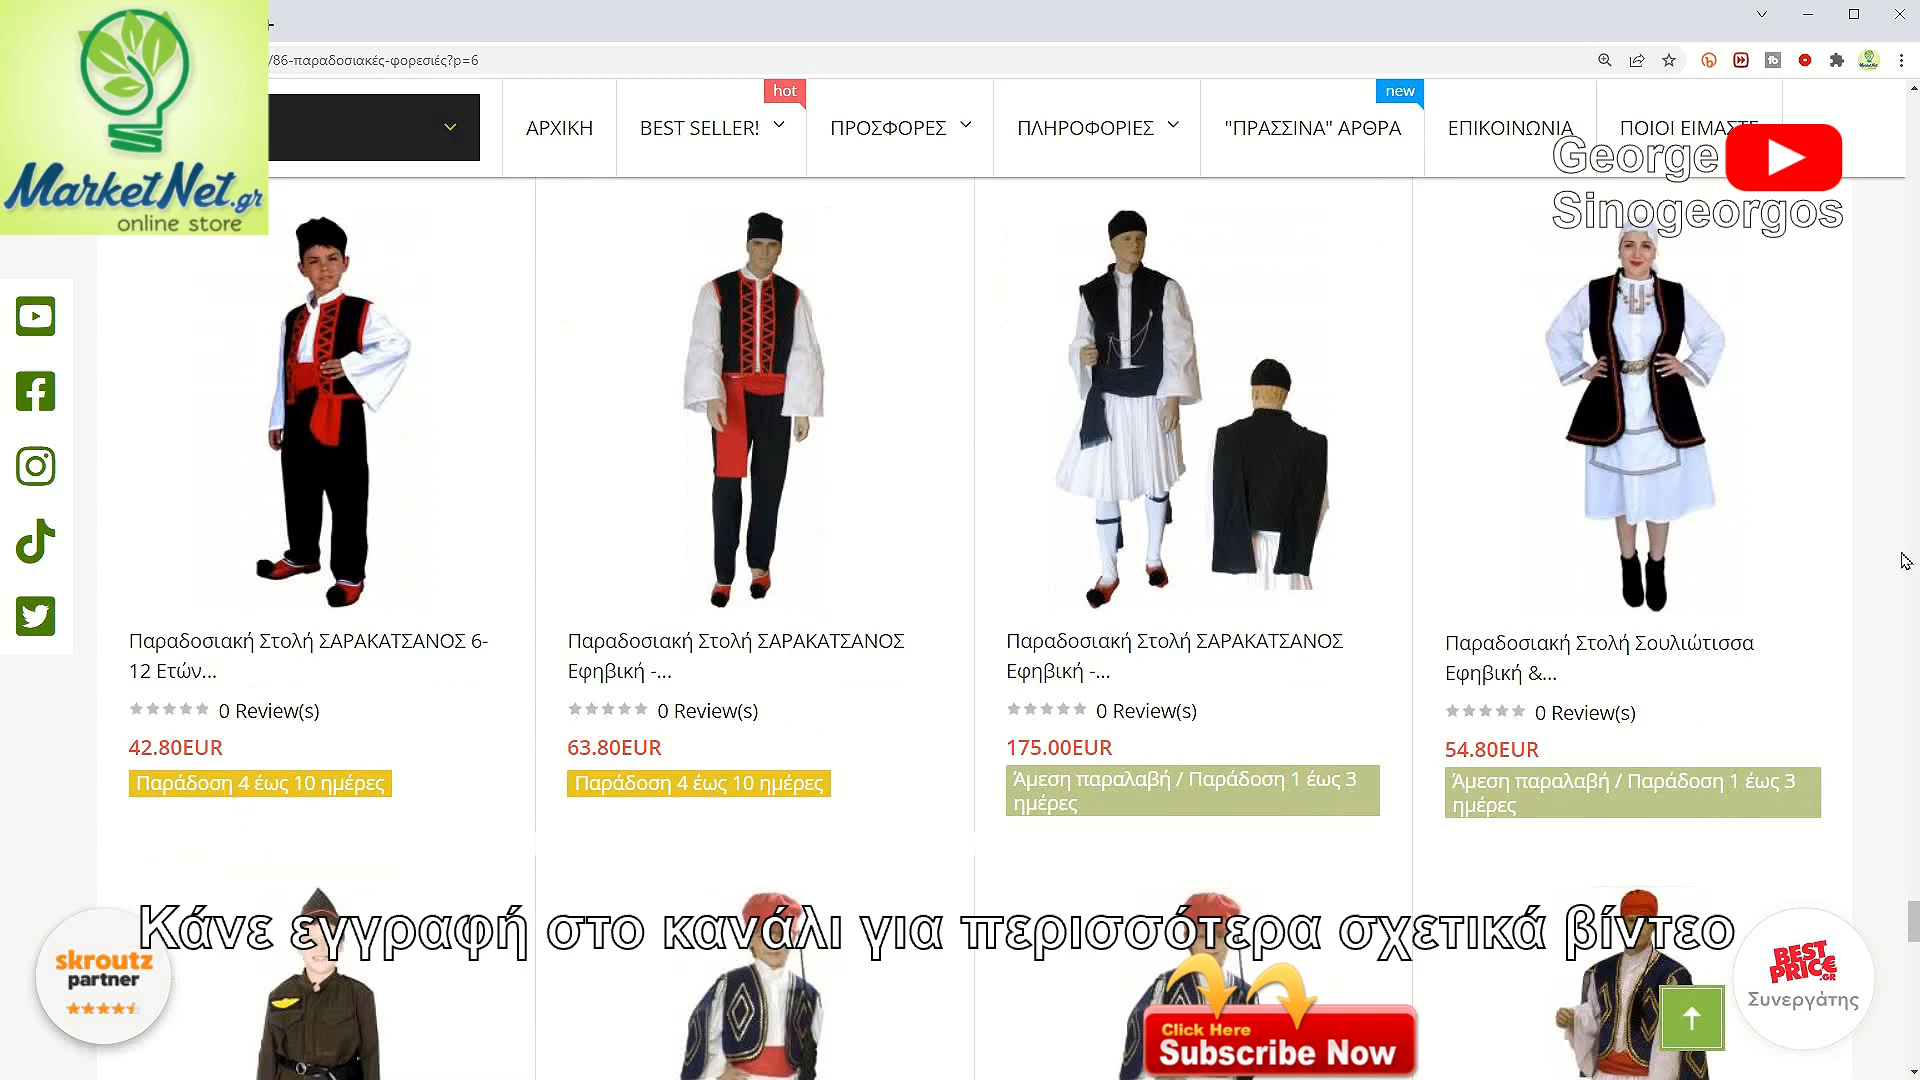 /86-παραδοσιακές-φορεσιές?p=6
MarketNet.gr
online store
hot
new
ΑΡΧΙΚΗ
BEST SELLER!
ΠΡΟΣΦΟΡΕΣ
ΠΛΗΡΟΦΟΡΙΕΣ
"ΠΡΑΣΣΙΝΑ" ΑΡΘΡΑ
ΕΠΙΚΟΙΝΩΝΙΑ
ΠΟΙΟΙ ΕΙΜΑΣΤΕ
George
Sinogeorgos
Παραδοσιακή Στολή ΣΑΡΑΚΑΤΣΑΝΟΣ 6-
12 Ετών...
0 Review(s)
42.80EUR
Παράδοση 4 έως 10 ημέρες
Παραδοσιακή Στολή ΣΑΡΑΚΑΤΣΑΝΟΣ
Εφηβική -...
0 Review(s)
63.80EUR
Παράδοση 4 έως 10 ημέρες
Παραδοσιακή Στολή ΣΑΡΑΚΑΤΣΑΝΟΣ
Εφηβική -...
0 Review(s)
175.00EUR
Άμεση παραλαβή / Παράδοση 1 έως 3
ημέρες
Παραδοσιακή Στολή Σουλιώτισσα
Εφηβική &...
0 Review(s)
54.80EUR
Άμεση παραλαβή / Παράδοση 1 έως 3
ημέρες
Κάνε εγγραφή στο κανάλι για περισσότερα σχετικά βίντεο
skroutz
partner
Click Here
Subscribe Now
BEST
PRIC€
.GR
Συνεργάτης